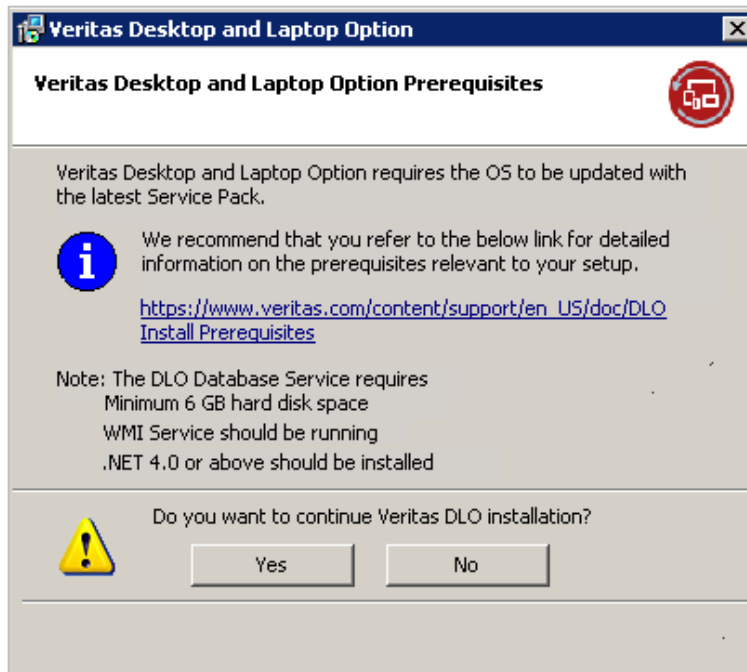 Veritas Desktop and Laptop Option
Veritas Desktop and Laptop Option Prerequisites
Veritas Desktop and Laptop Option requires the OS to be updated with
the latest Service Pack.
We recommend that you refer to the below link for detailed
information on the prerequisites relevant to your setup.
https://www.veritas.com/content/support/en_US/doc/DLO
Install Prerequisites
Note: The DLO Database Service requires
Minimum 6 GB hard disk space
WMI Service should be running
.NET 4.0 or above should be installed
Do you want to continue Veritas DLO installation?
Yes No